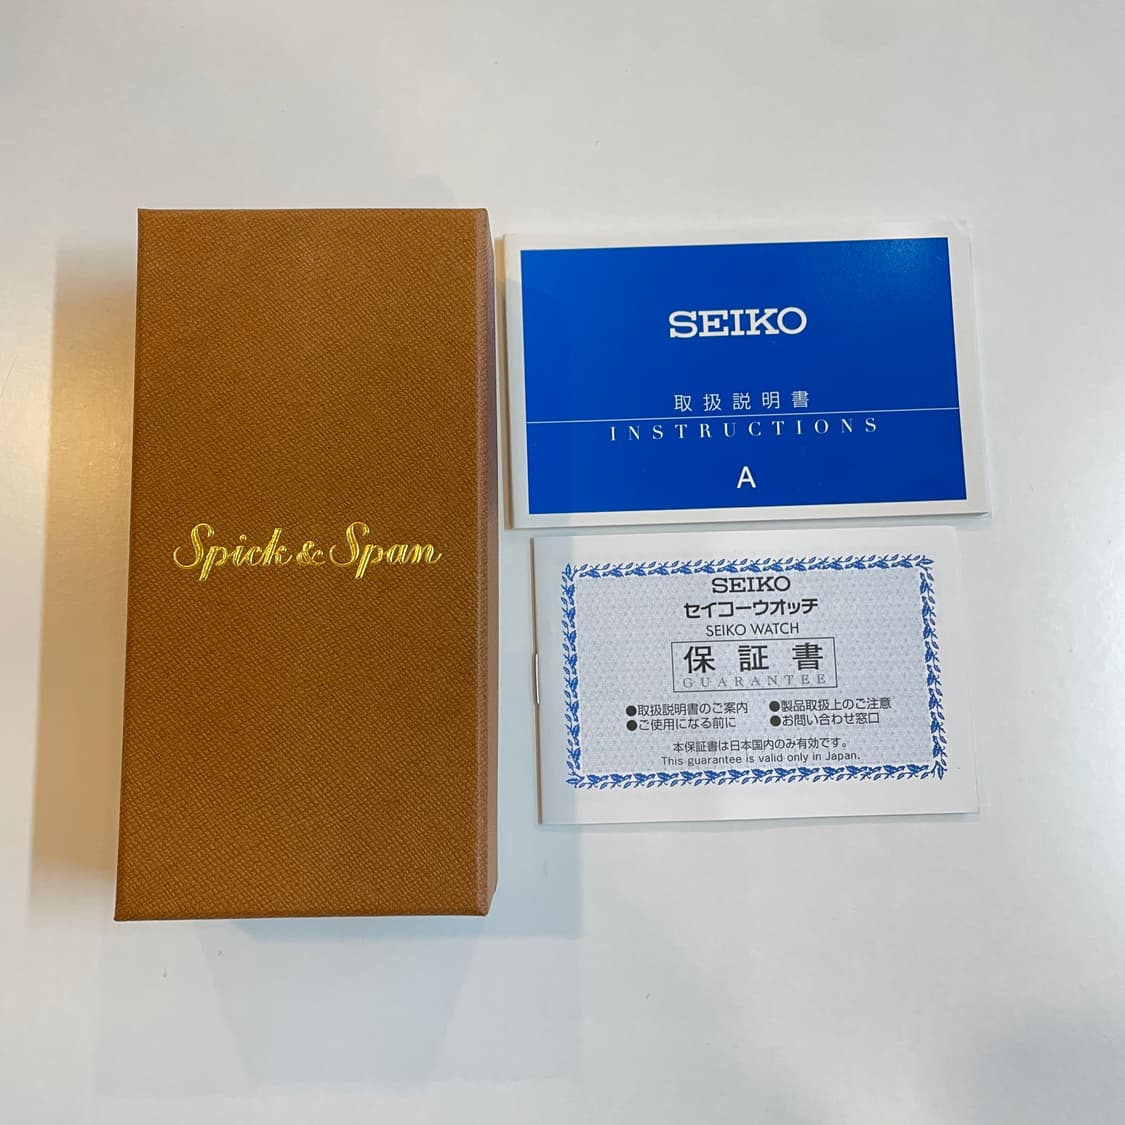 Spick & Span
SEIKO
取扱説明書
INSTRUCTIONS
A
SEIKO
セイコーウオッチ
SEIKO WATCH
保証書
GUARANTEE
●取扱説明書のご案内 ●製品取扱上のご注意
●ご使用になる前に ●お問い合わせ窓口
本保証書は日本国内のみ有効です。
This guarantee is valid only in Japan.